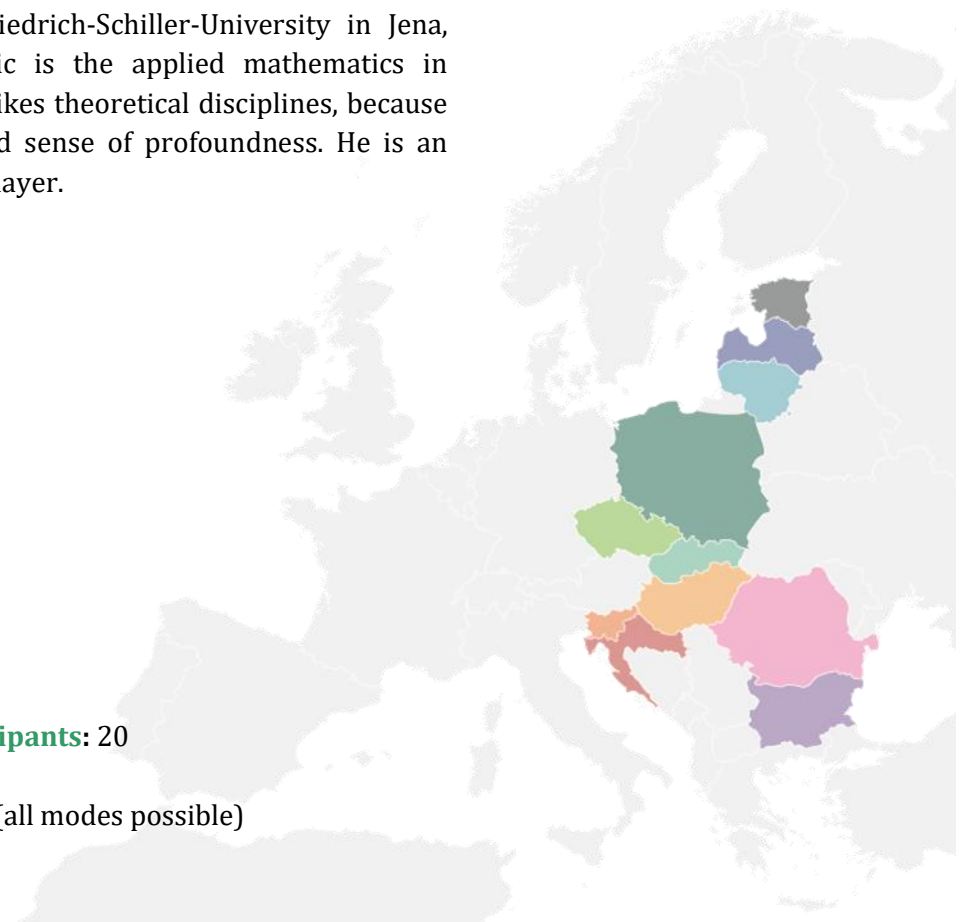 iedrich-Schiller-University in Jena,
ic is the applied mathematics in
ikes theoretical disciplines, because
d sense of profoundness. He is an
layer.
ipants: 20
(all modes possible)